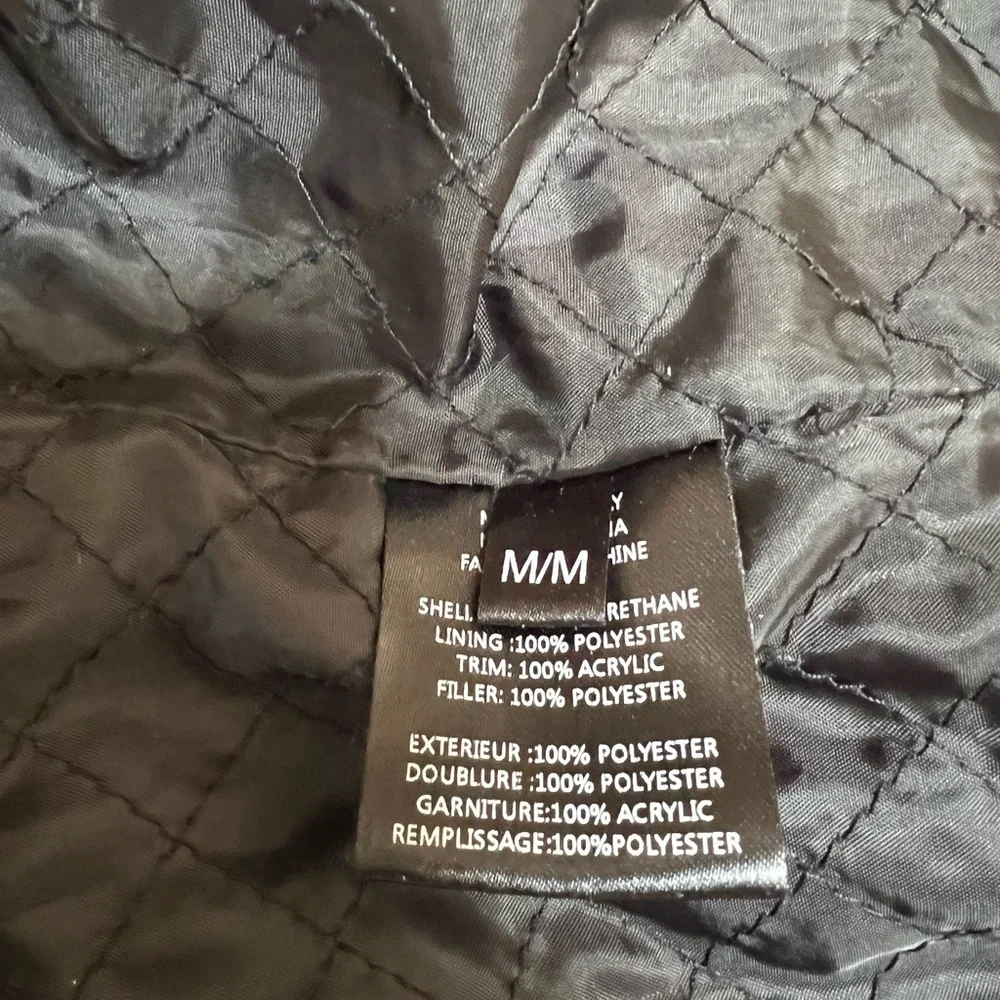 M/M
LINING :100% POLYESTER
TRIM: 100% ACRYLIC
FILLER: 100% POLYESTER
EXTERIEUR :100% POLYESTER
DOUBLURE :100% POLYESTER
GARNITURE:100% ACRYLIC
REMPLISSAGE:100%POLYESTER